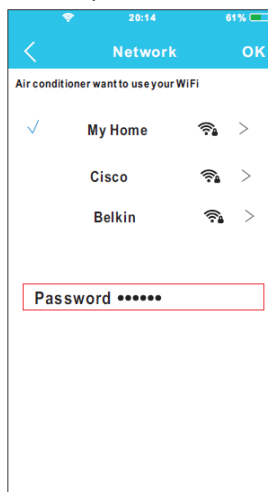 20:14 61%
Network OK
Air conditioner want to use your WiFi
My Home
Cisco
Belkin
Password ••••••